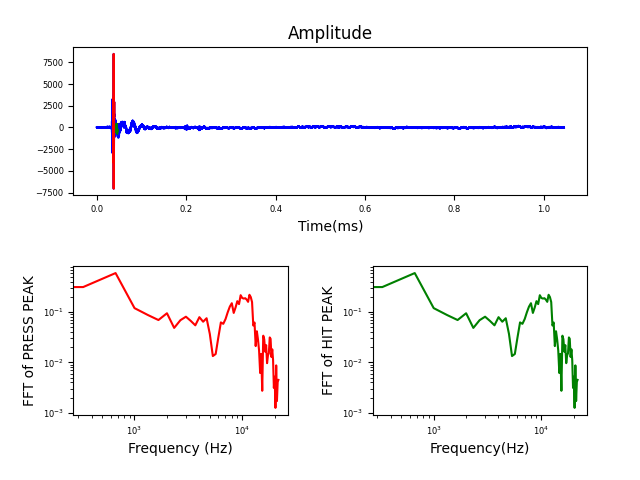 Amplitude
7500
5000
2500
0
−2500
−5000
−7500
0.0 0.2 0.4 0.6 0.8 1.0
Time(ms)
FFT of PRESS PEAK
10⁻¹
10⁻²
10⁻³
10³ 10⁴
Frequency (Hz)
FFT of HIT PEAK
10⁻¹
10⁻²
10⁻³
10³ 10⁴
Frequency(Hz)